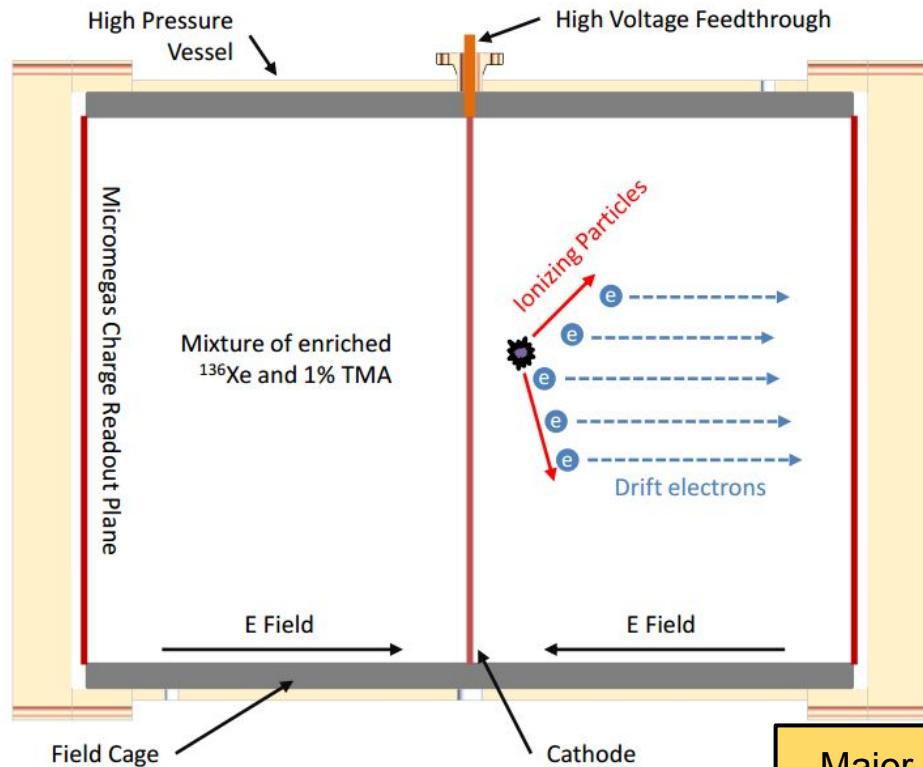 High Pressure
Vessel
High Voltage Feedthrough
Micromegas Charge Readout Plane
Mixture of enriched
¹³⁶Xe and 1% TMA
Ionizing Particles
e
e
e
e
e
Drift electrons
E Field
E Field
Field Cage
Cathode
Major